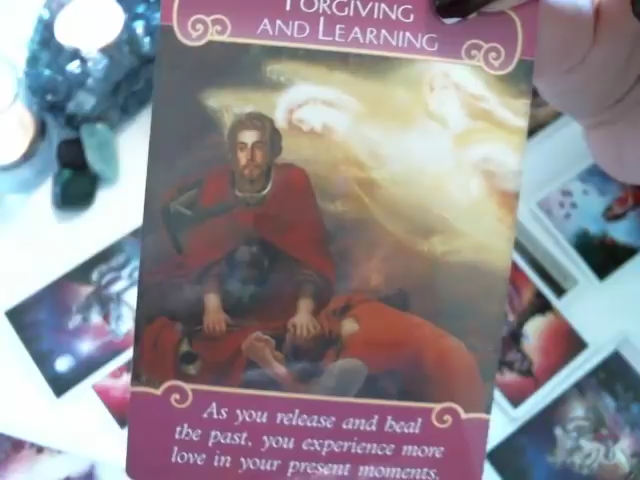 FORGIVING
AND LEARNING
As you release and heal
the past, you experience more
love in your present moments.